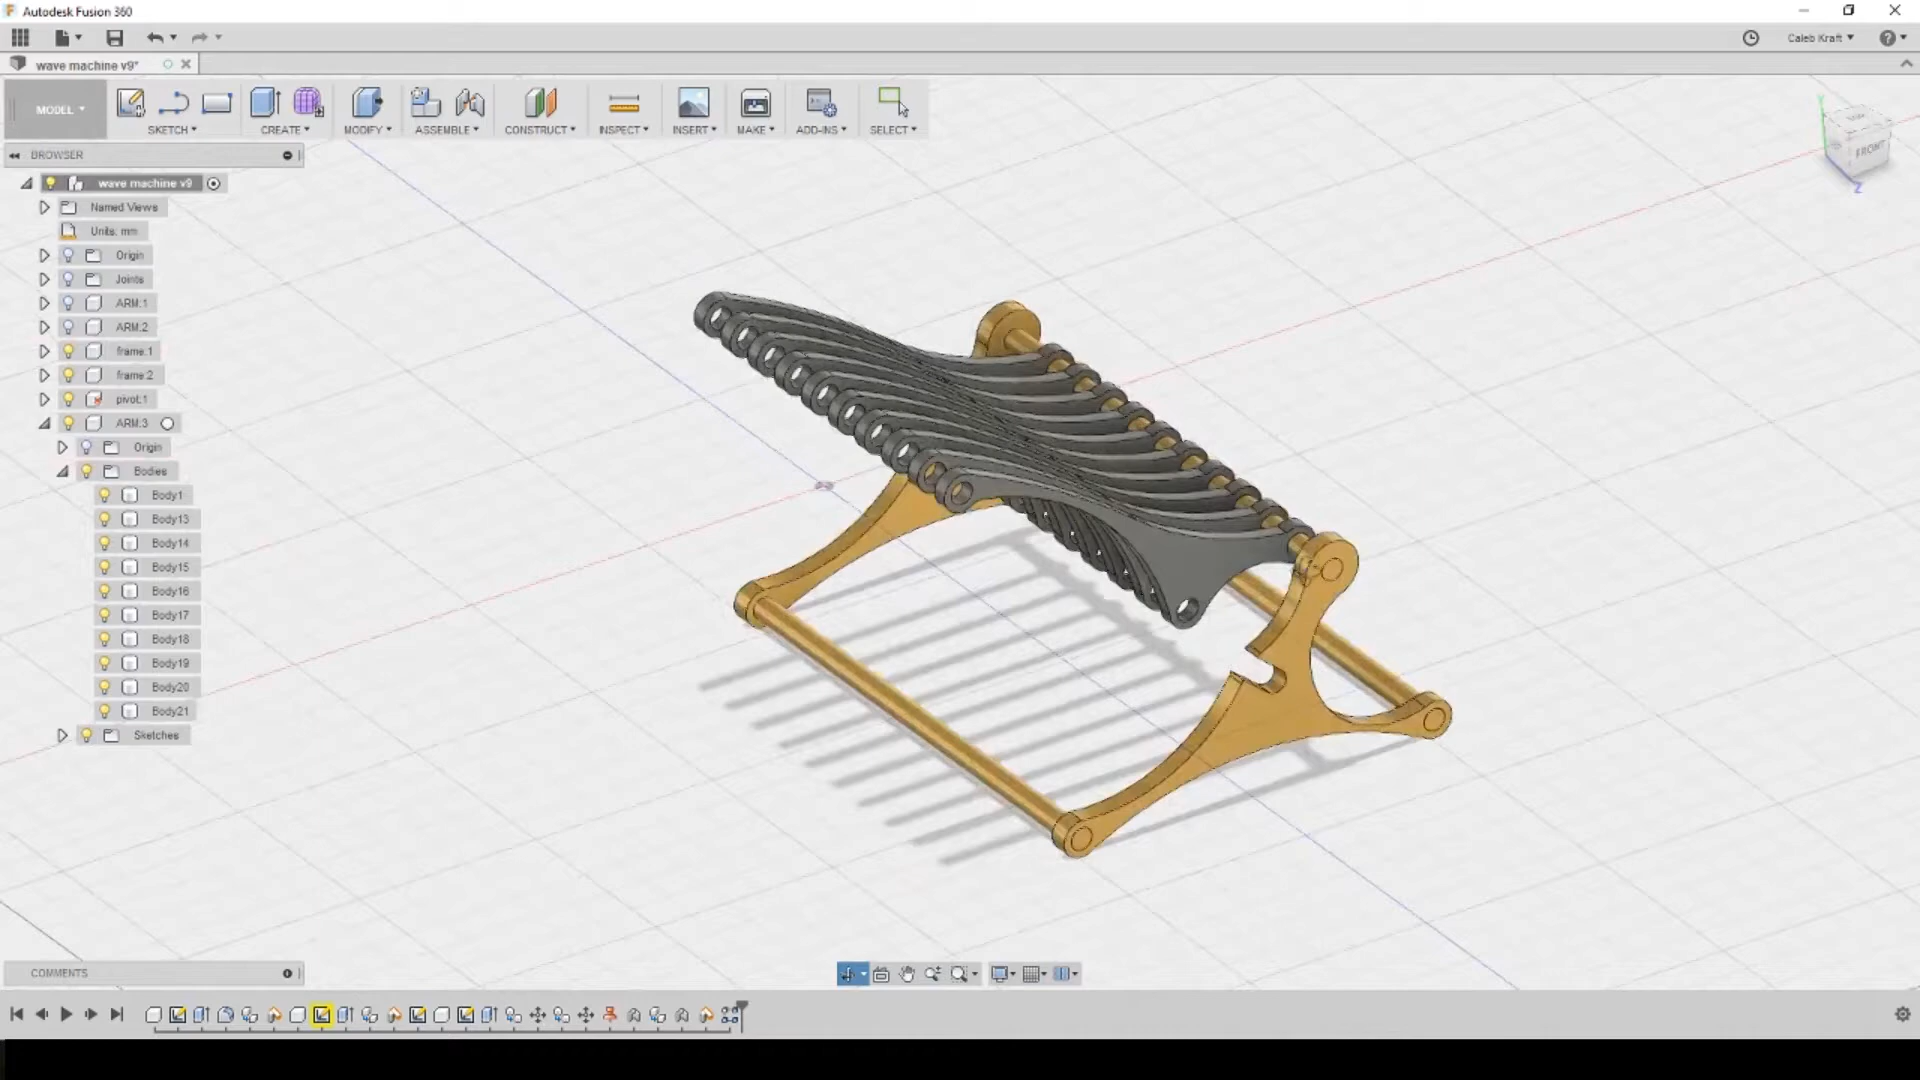 Autodesk Fusion 360
Caleb Kraft
wave machine v9*
MODEL
SKETCH
CREATE
MODIFY
ASSEMBLE
CONSTRUCT
INSPECT
INSERT
MAKE
ADD-INS
SELECT
BROWSER
wave machine v9
Named Views
Units: mm
Origin
Joints
ARM:1
ARM:2
frame:1
frame:2
pivot:1
ARM:3
Origin
Bodies
Body1
Body13
Body14
Body15
Body16
Body17
Body18
Body19
Body20
Body21
Sketches
Y
FRONT
Z
COMMENTS